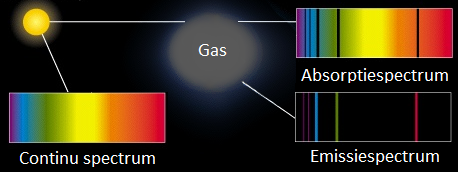 Gas
Absorptiespectrum
Continu spectrum
Emissiespectrum